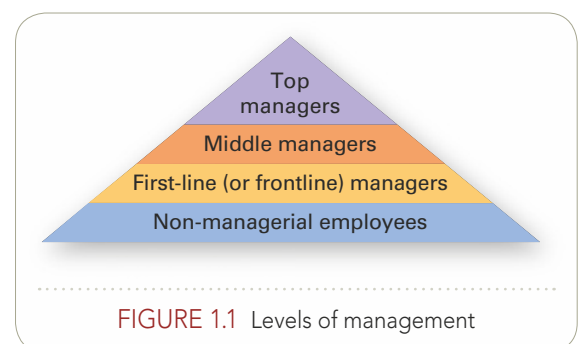 Top
managers
Middle managers
First-line (or frontline) managers
Non-managerial employees
FIGURE 1.1 Levels of management